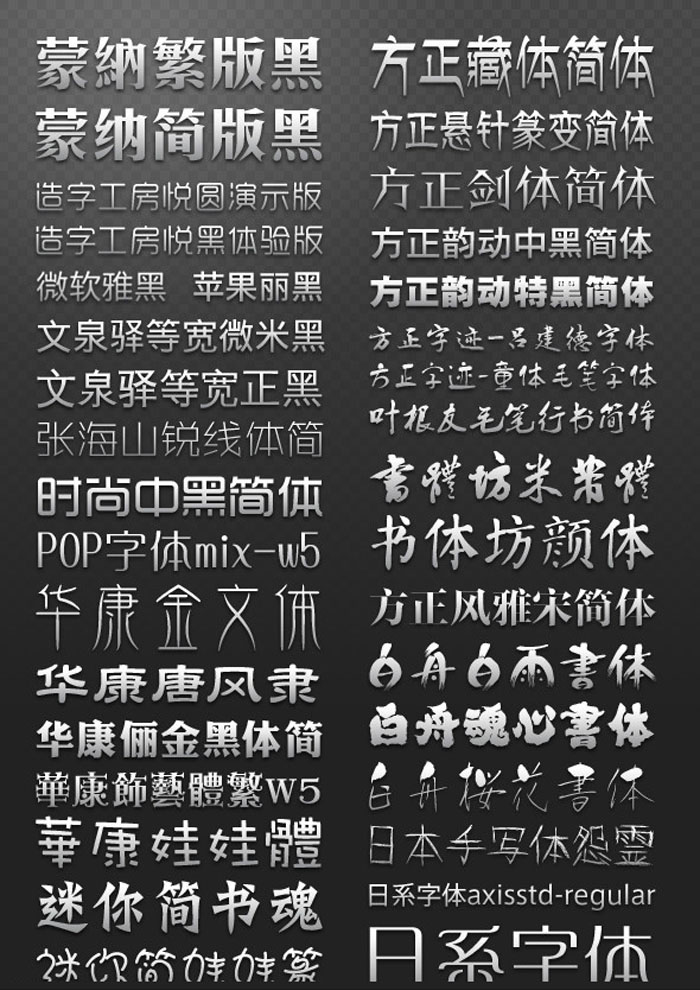 蒙納繁版黑
蒙纳简版黑
造字工房悦圆演示版
造字工房悦黑体验版
微软雅黑 苹果丽黑
文泉驿等宽微米黑
文泉驿等宽正黑
张海山锐线体简
时尚中黑简体
POP字体mix-w5
华康金文体
华康唐风隶
华康俪金黑体简
華康飾藝體繁W5
華康娃娃體
迷你简书魂
迷你简娃娃篆
方正藏体简体
方正悬针篆变简体
方正剑体简体
方正韵动中黑简体
方正韵动特黑简体
方正字迹-吕建德字体
方正字迹-童体毛笔字体
叶根友毛笔行书简体
書體坊米芾體
书体坊颜体
方正风雅宋简体
白舟白雨書体
白舟魂心書体
白舟桜花書体
日本手写体怨霊
日系字体axisstd-regular
日系字体